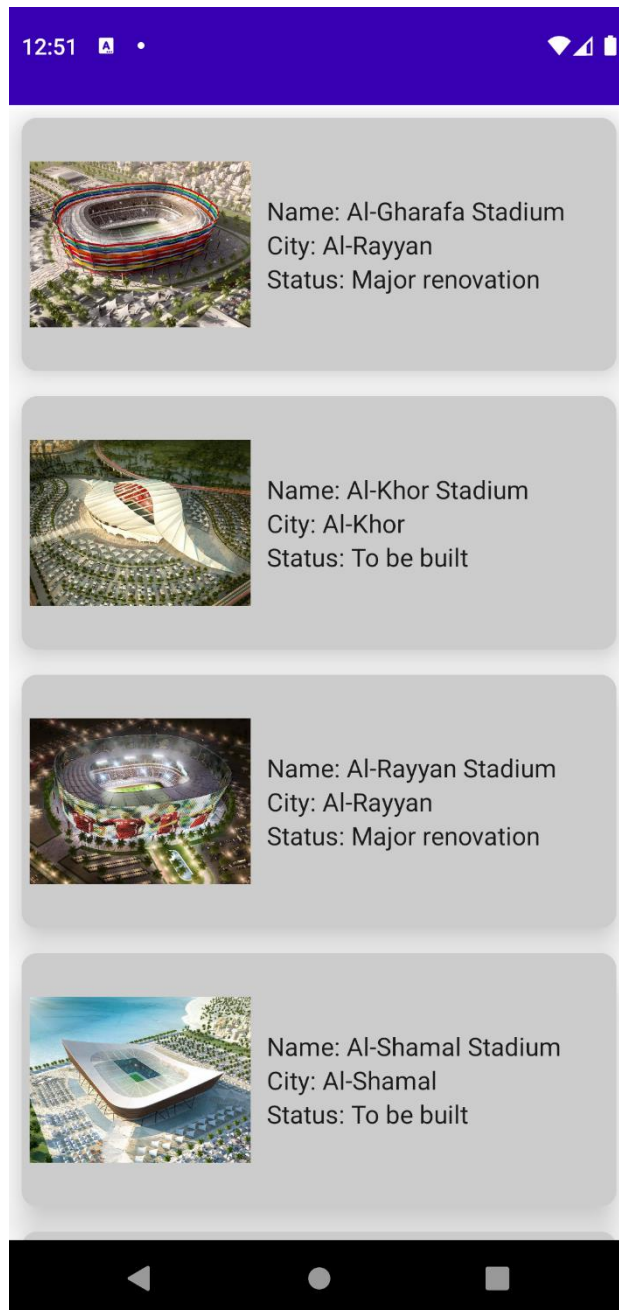 12:51
A
Name: Al-Gharafa Stadium
City: Al-Rayyan
Status: Major renovation
Name: Al-Khor Stadium
City: Al-Khor
Status: To be built
Name: Al-Rayyan Stadium
City: Al-Rayyan
Status: Major renovation
Name: Al-Shamal Stadium
City: Al-Shamal
Status: To be built